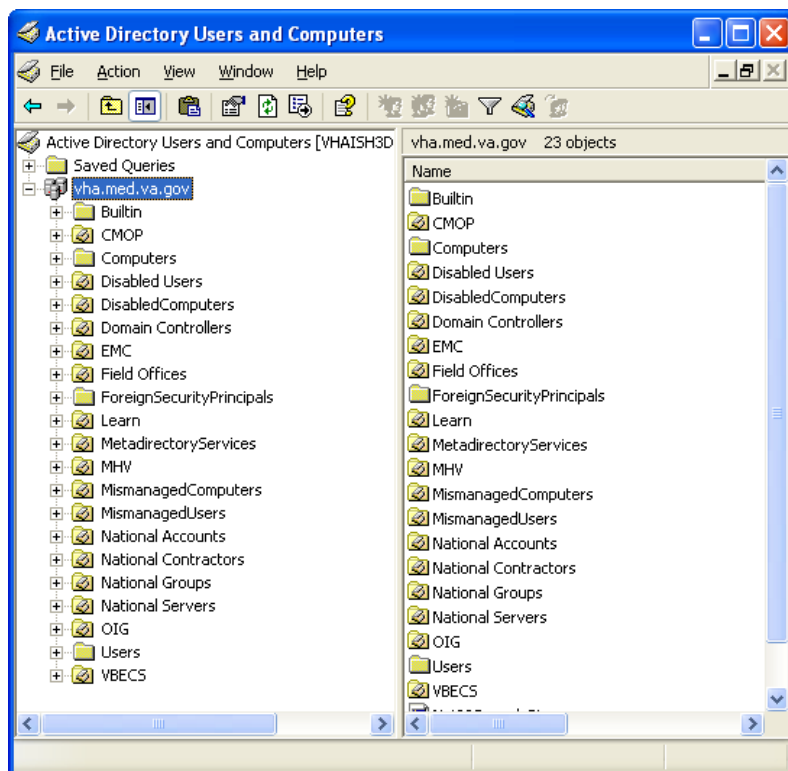 Active Directory Users and Computers
File Action View Window Help
Active Directory Users and Computers [VHAISH3D
Saved Queries
vha.med.va.gov
Builtin
CMOP
Computers
Disabled Users
DisabledComputers
Domain Controllers
EMC
Field Offices
ForeignSecurityPrincipals
Learn
MetadirectoryServices
MHV
MismanagedComputers
MismanagedUsers
National Accounts
National Contractors
National Groups
National Servers
OIG
Users
VBECS
vha.med.va.gov 23 objects
Name
Builtin
CMOP
Computers
Disabled Users
DisabledComputers
Domain Controllers
EMC
Field Offices
ForeignSecurityPrincipals
Learn
MetadirectoryServices
MHV
MismanagedComputers
MismanagedUsers
National Accounts
National Contractors
National Groups
National Servers
OIG
Users
VBECS